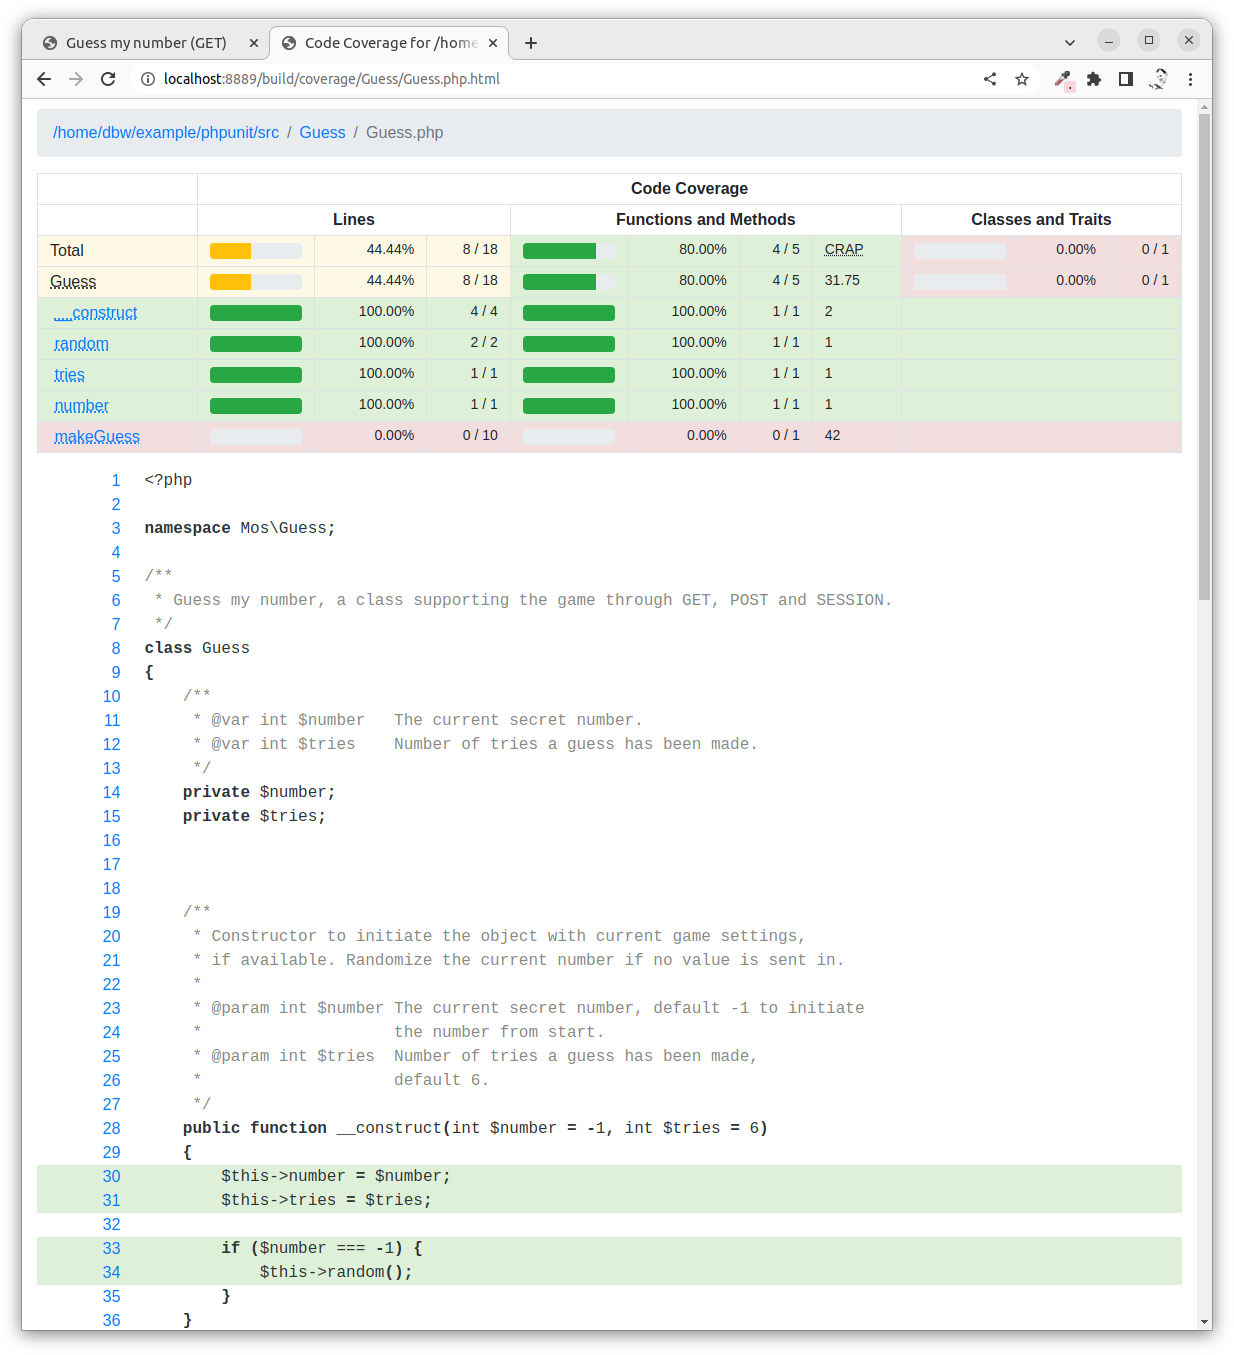 Guess my number (GET)
Code Coverage for /home
localhost:8889/build/coverage/Guess/Guess.php.html
/home/dbw/example/phpunit/src / Guess / Guess.php
Code Coverage
Lines Functions and Methods Classes and Traits
Total 44.44% 8 / 18 80.00% 4 / 5 CRAP 0.00% 0 / 1
Guess 44.44% 8 / 18 80.00% 4 / 5 31.75 0.00% 0 / 1
__construct 100.00% 4 / 4 100.00% 1 / 1 2
random 100.00% 2 / 2 100.00% 1 / 1 1
tries 100.00% 1 / 1 100.00% 1 / 1 1
number 100.00% 1 / 1 100.00% 1 / 1 1
makeGuess 0.00% 0 / 10 0.00% 0 / 1 42
1 <?php
2
3 namespace Mos\Guess;
4
5 /**
6  * Guess my number, a class supporting the game through GET, POST and SESSION.
7  */
8 class Guess
9 {
10     /**
11      * @var int $number   The current secret number.
12      * @var int $tries    Number of tries a guess has been made.
13      */
14     private $number;
15     private $tries;
16
17
18
19     /**
20      * Constructor to initiate the object with current game settings,
21      * if available. Randomize the current number if no value is sent in.
22      *
23      * @param int $number The current secret number, default -1 to initiate
24      *                    the number from start.
25      * @param int $tries  Number of tries a guess has been made,
26      *                    default 6.
27      */
28     public function __construct(int $number = -1, int $tries = 6)
29     {
30         $this->number = $number;
31         $this->tries = $tries;
32
33         if ($number === -1) {
34             $this->random();
35         }
36     }